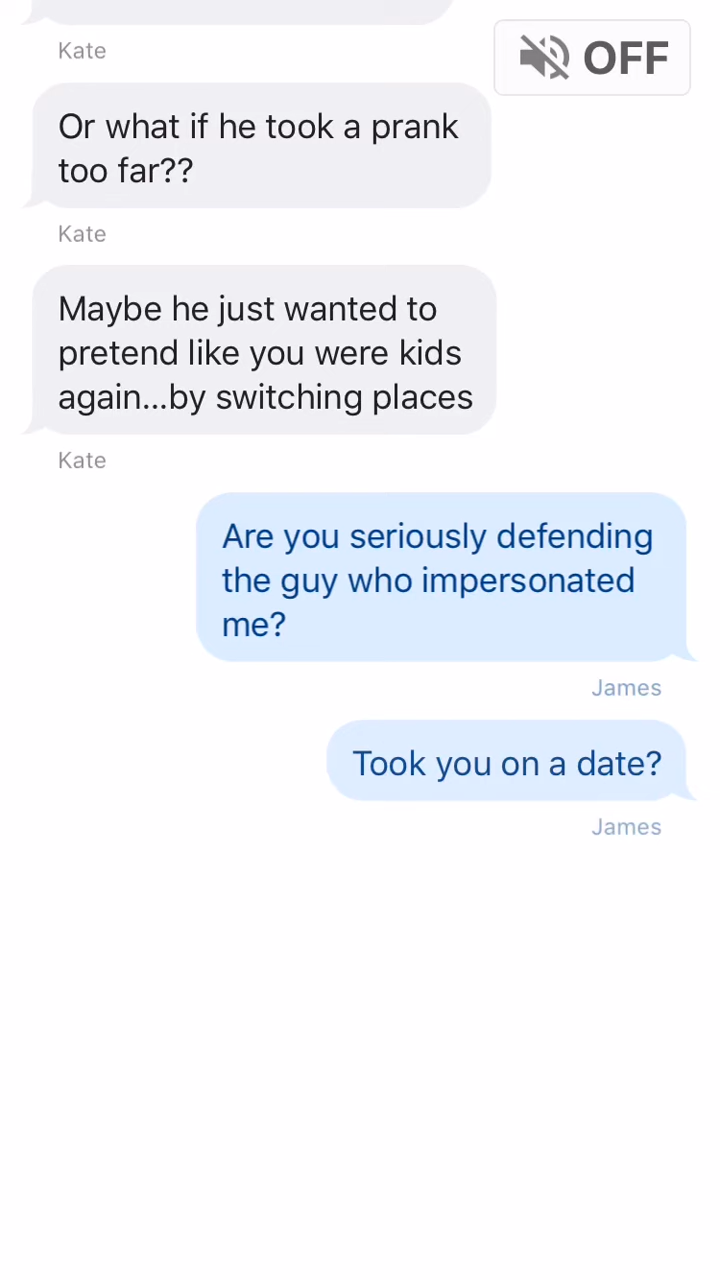 Kate
OFF
Or what if he took a prank
too far??
Kate
Maybe he just wanted to
pretend like you were kids
again...by switching places
Kate
Are you seriously defending
the guy who impersonated
me?
James
Took you on a date?
James